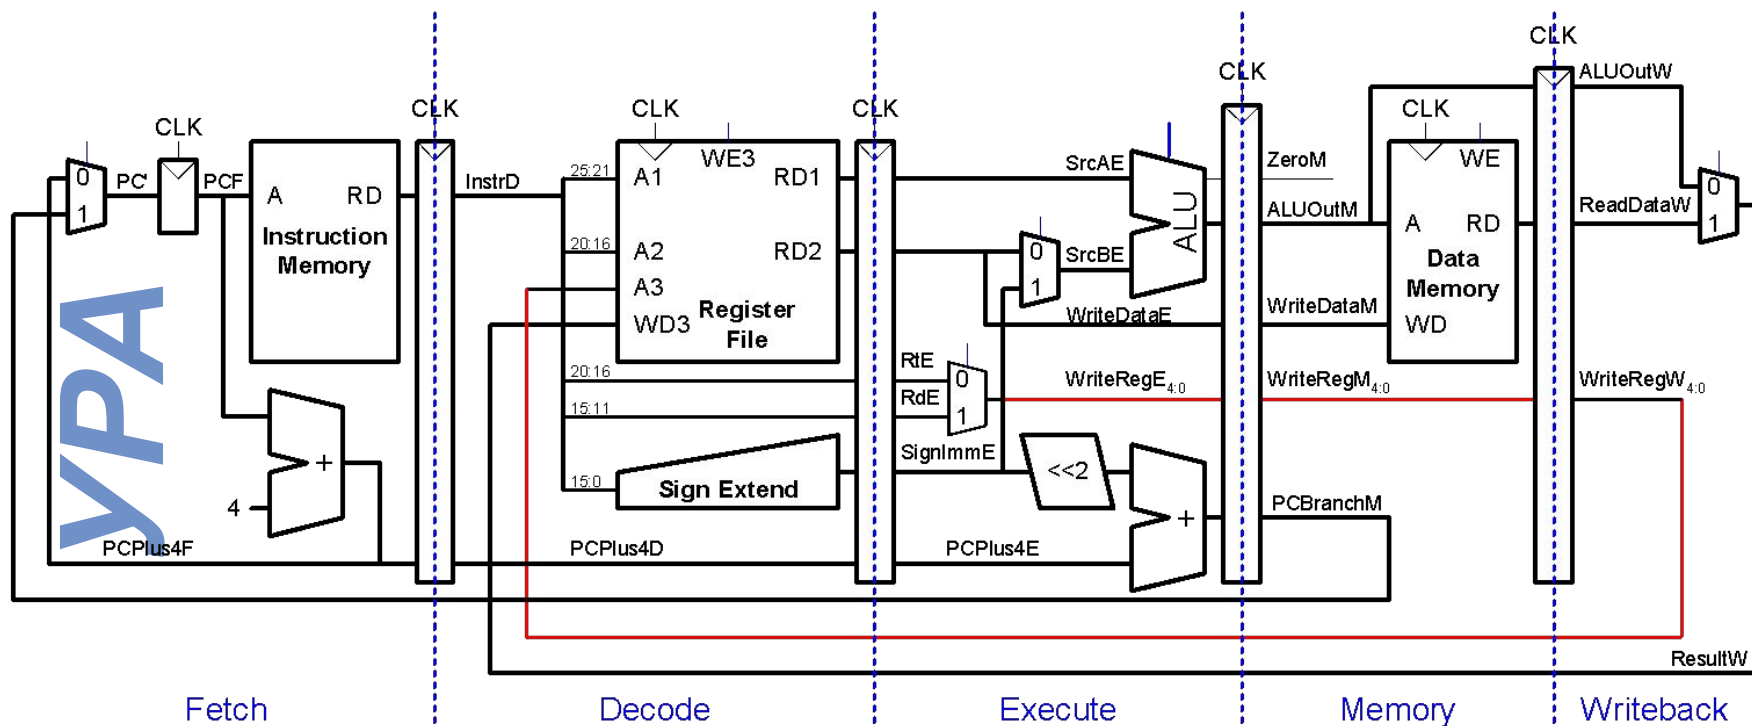 CLK
ALUOutW
CLK
CLK
CLK
CLK
CLK
CLK
WE3
WE
0
PC'
PCF
A
RD
InstrD
25:21
A1
RD1
SrcAE
ZeroM
0
1
Instruction
Memory
20:16
A2
RD2
0
SrcBE
ALU
ALUOutM
A
RD
ReadDataW
1
A3
1
Data
Memory
WD3
Register
File
WriteDataE
WriteDataM
WD
УРА
20:16
RtE
0
WriteRegE4:0
WriteRegM4:0
WriteRegW4:0
15:11
RdE
1
+
SignImmE
<<2
15:0
Sign Extend
4
+
PCBranchM
PCPlus4F
PCPlus4D
PCPlus4E
ResultW
Fetch
Decode
Execute
Memory
Writeback